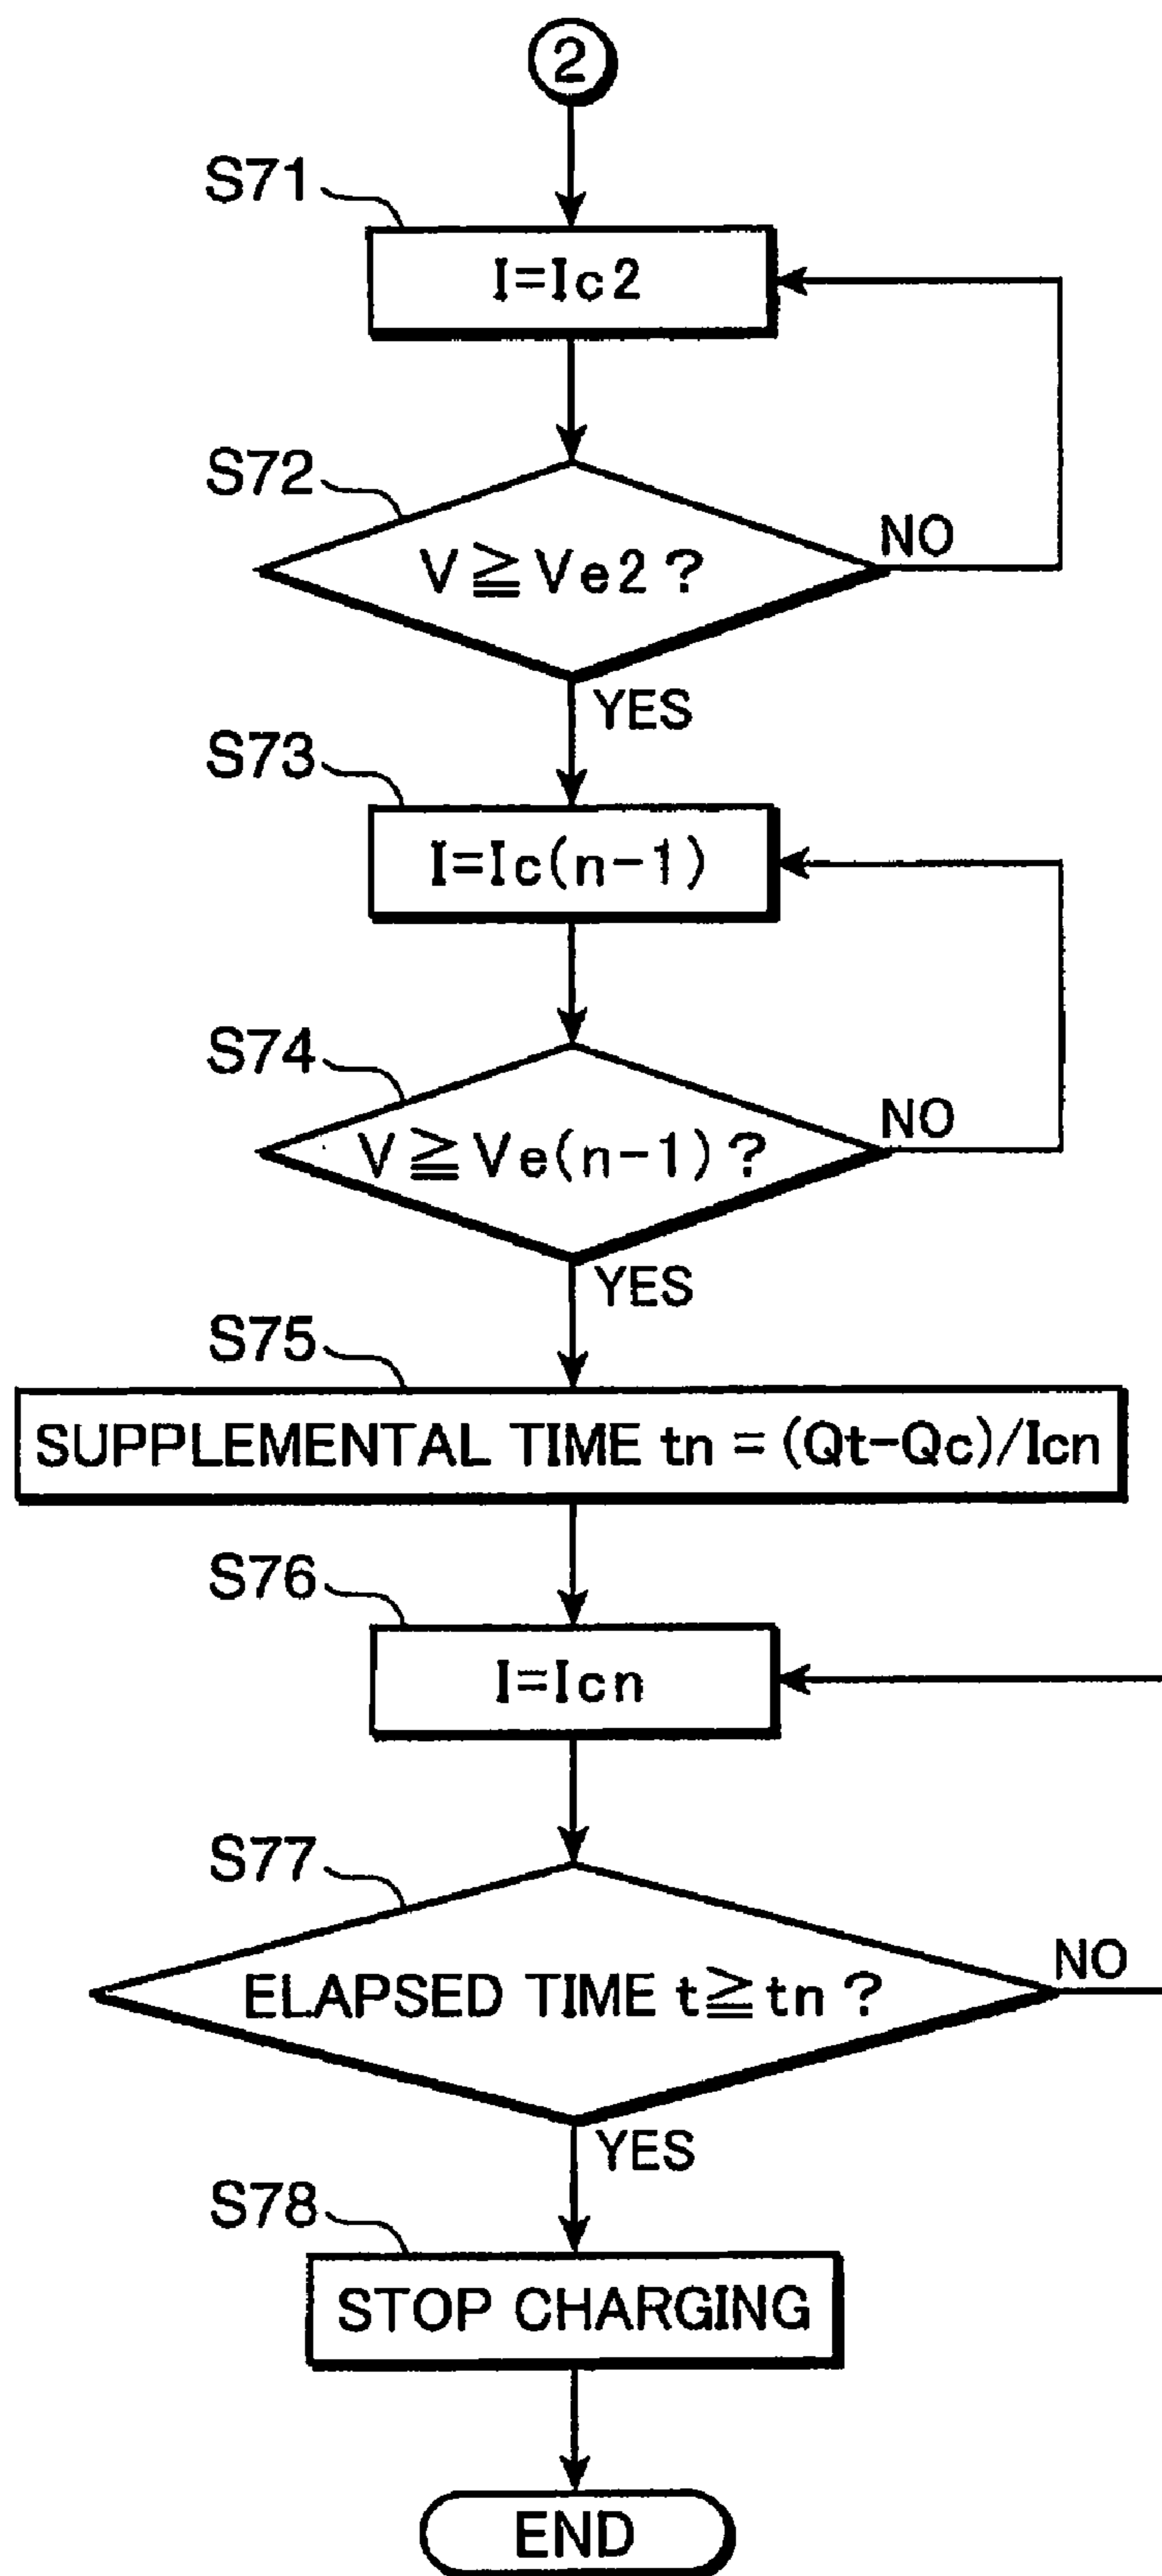 2
S71
I=Ic2
S72
V≧Ve2?
NO
YES
S73
I=Ic(n-1)
S74
V≧Ve(n-1)?
NO
YES
S75
SUPPLEMENTAL TIME tn = (Qt-Qc)/Icn
S76
I=Icn
S77
ELAPSED TIME t≧tn?
NO
YES
S78
STOP CHARGING
END